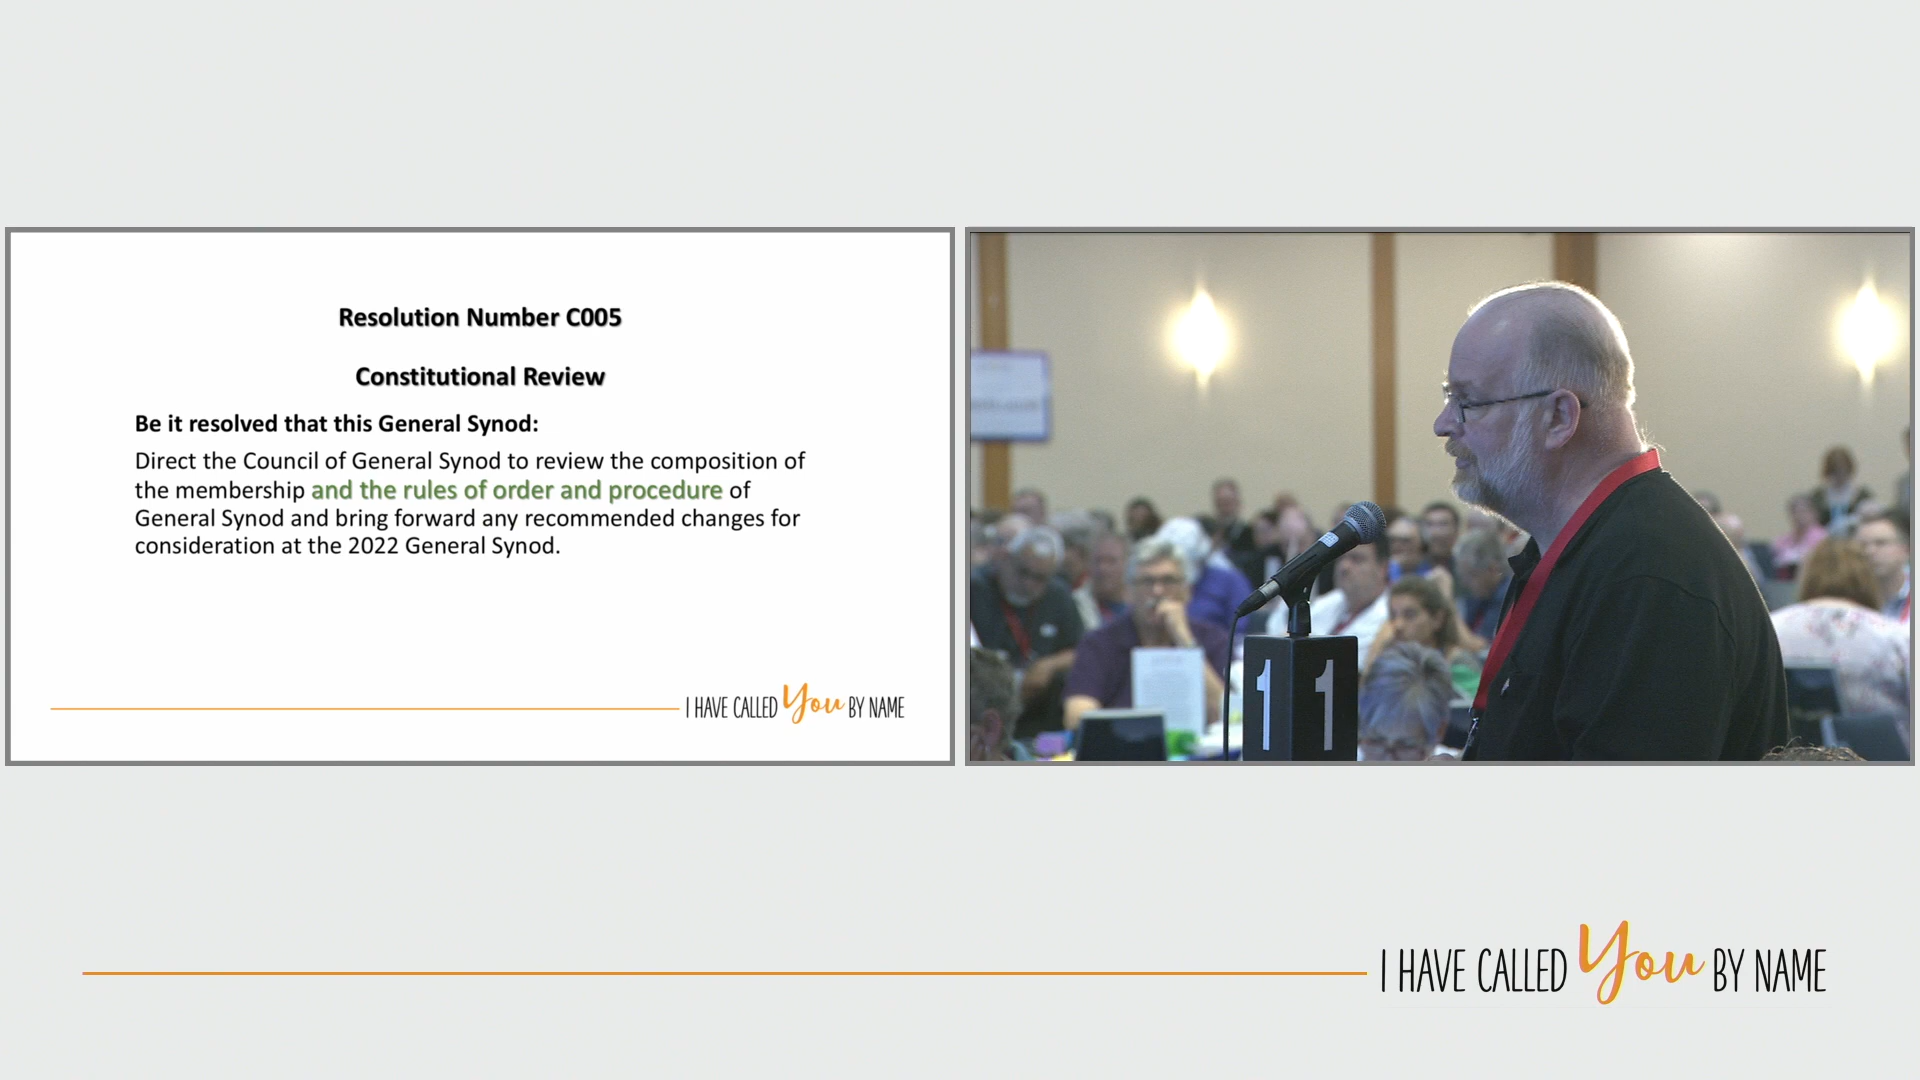 Resolution Number C005
Constitutional Review
Be it resolved that this General Synod:
Direct the Council of General Synod to review the composition of
the membership and the rules of order and procedure of
General Synod and bring forward any recommended changes for
consideration at the 2022 General Synod.
I HAVE CALLED You BY NAME
1 1
I HAVE CALLED You BY NAME